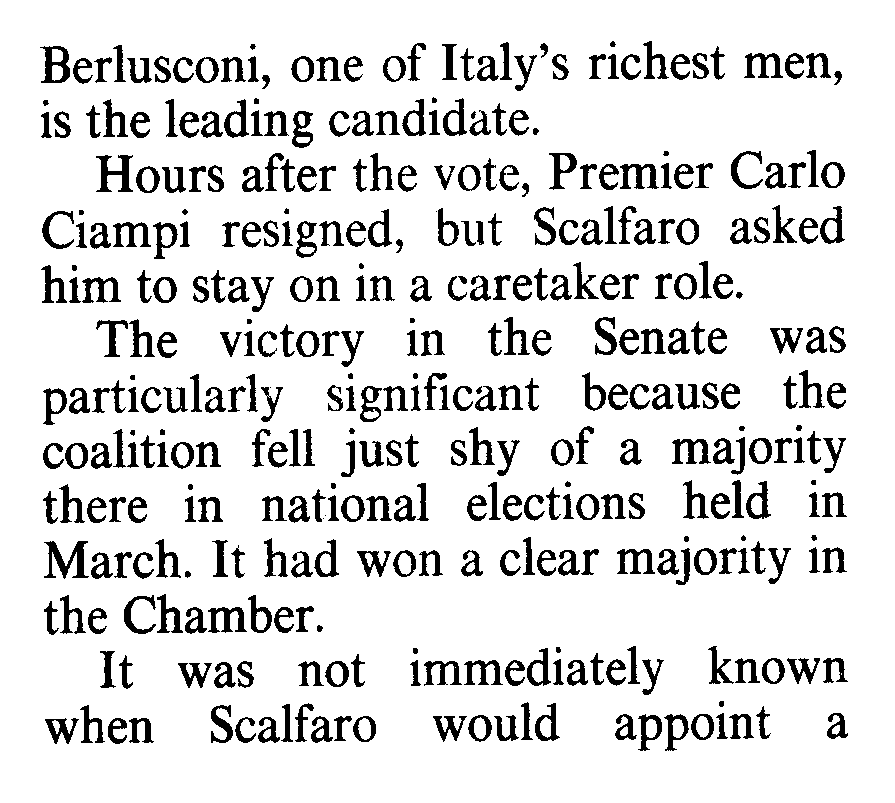 Berlusconi, one of Italy's richest men,
is the leading candidate.
Hours after the vote, Premier Carlo
Ciampi resigned, but Scalfaro asked
him to stay on in a caretaker role.
The victory in the Senate was
particularly significant because the
coalition fell just shy of a majority
there in national elections held in
March. It had won a clear majority in
the Chamber.
It was not immediately known
when Scalfaro would appoint a